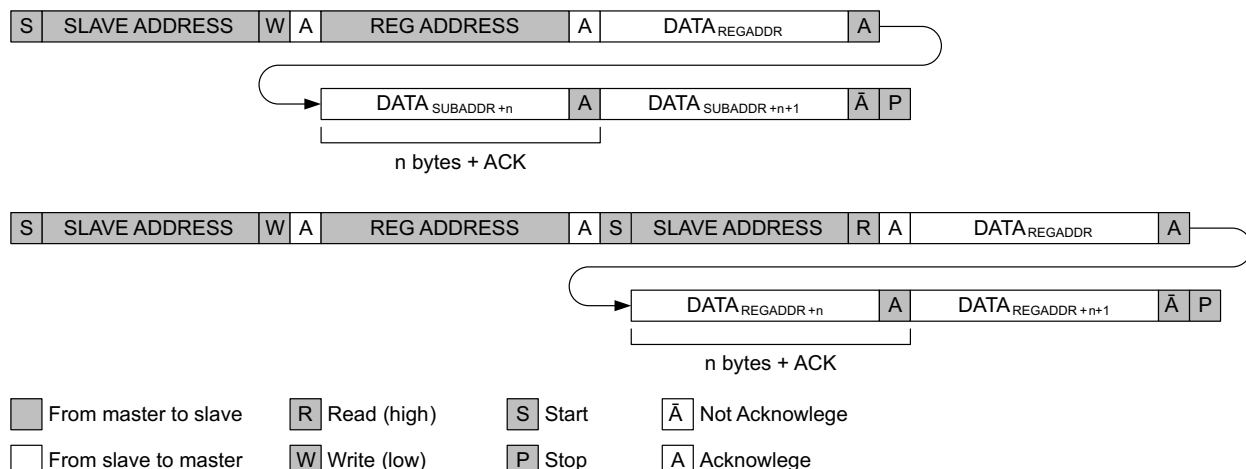 S SLAVE ADDRESS W A REG ADDRESS A DATA REGADDR A
DATA SUBADDR +n A DATA SUBADDR +n+1 Ā P
n bytes + ACK
S SLAVE ADDRESS W A REG ADDRESS A S SLAVE ADDRESS R A DATA REGADDR A
DATA REGADDR +n A DATA REGADDR +n+1 Ā P
n bytes + ACK
From master to slave R Read (high) S Start Ā Not Acknowlege
From slave to master W Write (low) P Stop A Acknowlege